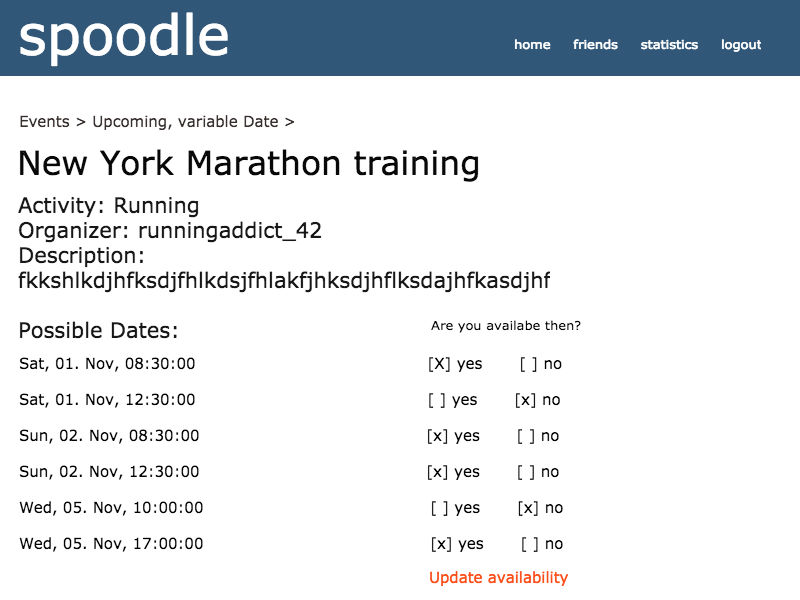 spoodle
home friends statistics logout
Events > Upcoming, variable Date >
New York Marathon training
Activity: Running
Organizer: runningaddict_42
Description:
fkkshlkdjhfksdjfhlkdsjfhlakfjhksdjhflksdajhfkasdjhf
Possible Dates: Are you availabe then?
Sat, 01. Nov, 08:30:00 [X] yes [ ] no
Sat, 01. Nov, 12:30:00 [ ] yes [x] no
Sun, 02. Nov, 08:30:00 [x] yes [ ] no
Sun, 02. Nov, 12:30:00 [x] yes [ ] no
Wed, 05. Nov, 10:00:00 [ ] yes [x] no
Wed, 05. Nov, 17:00:00 [x] yes [ ] no
Update availability